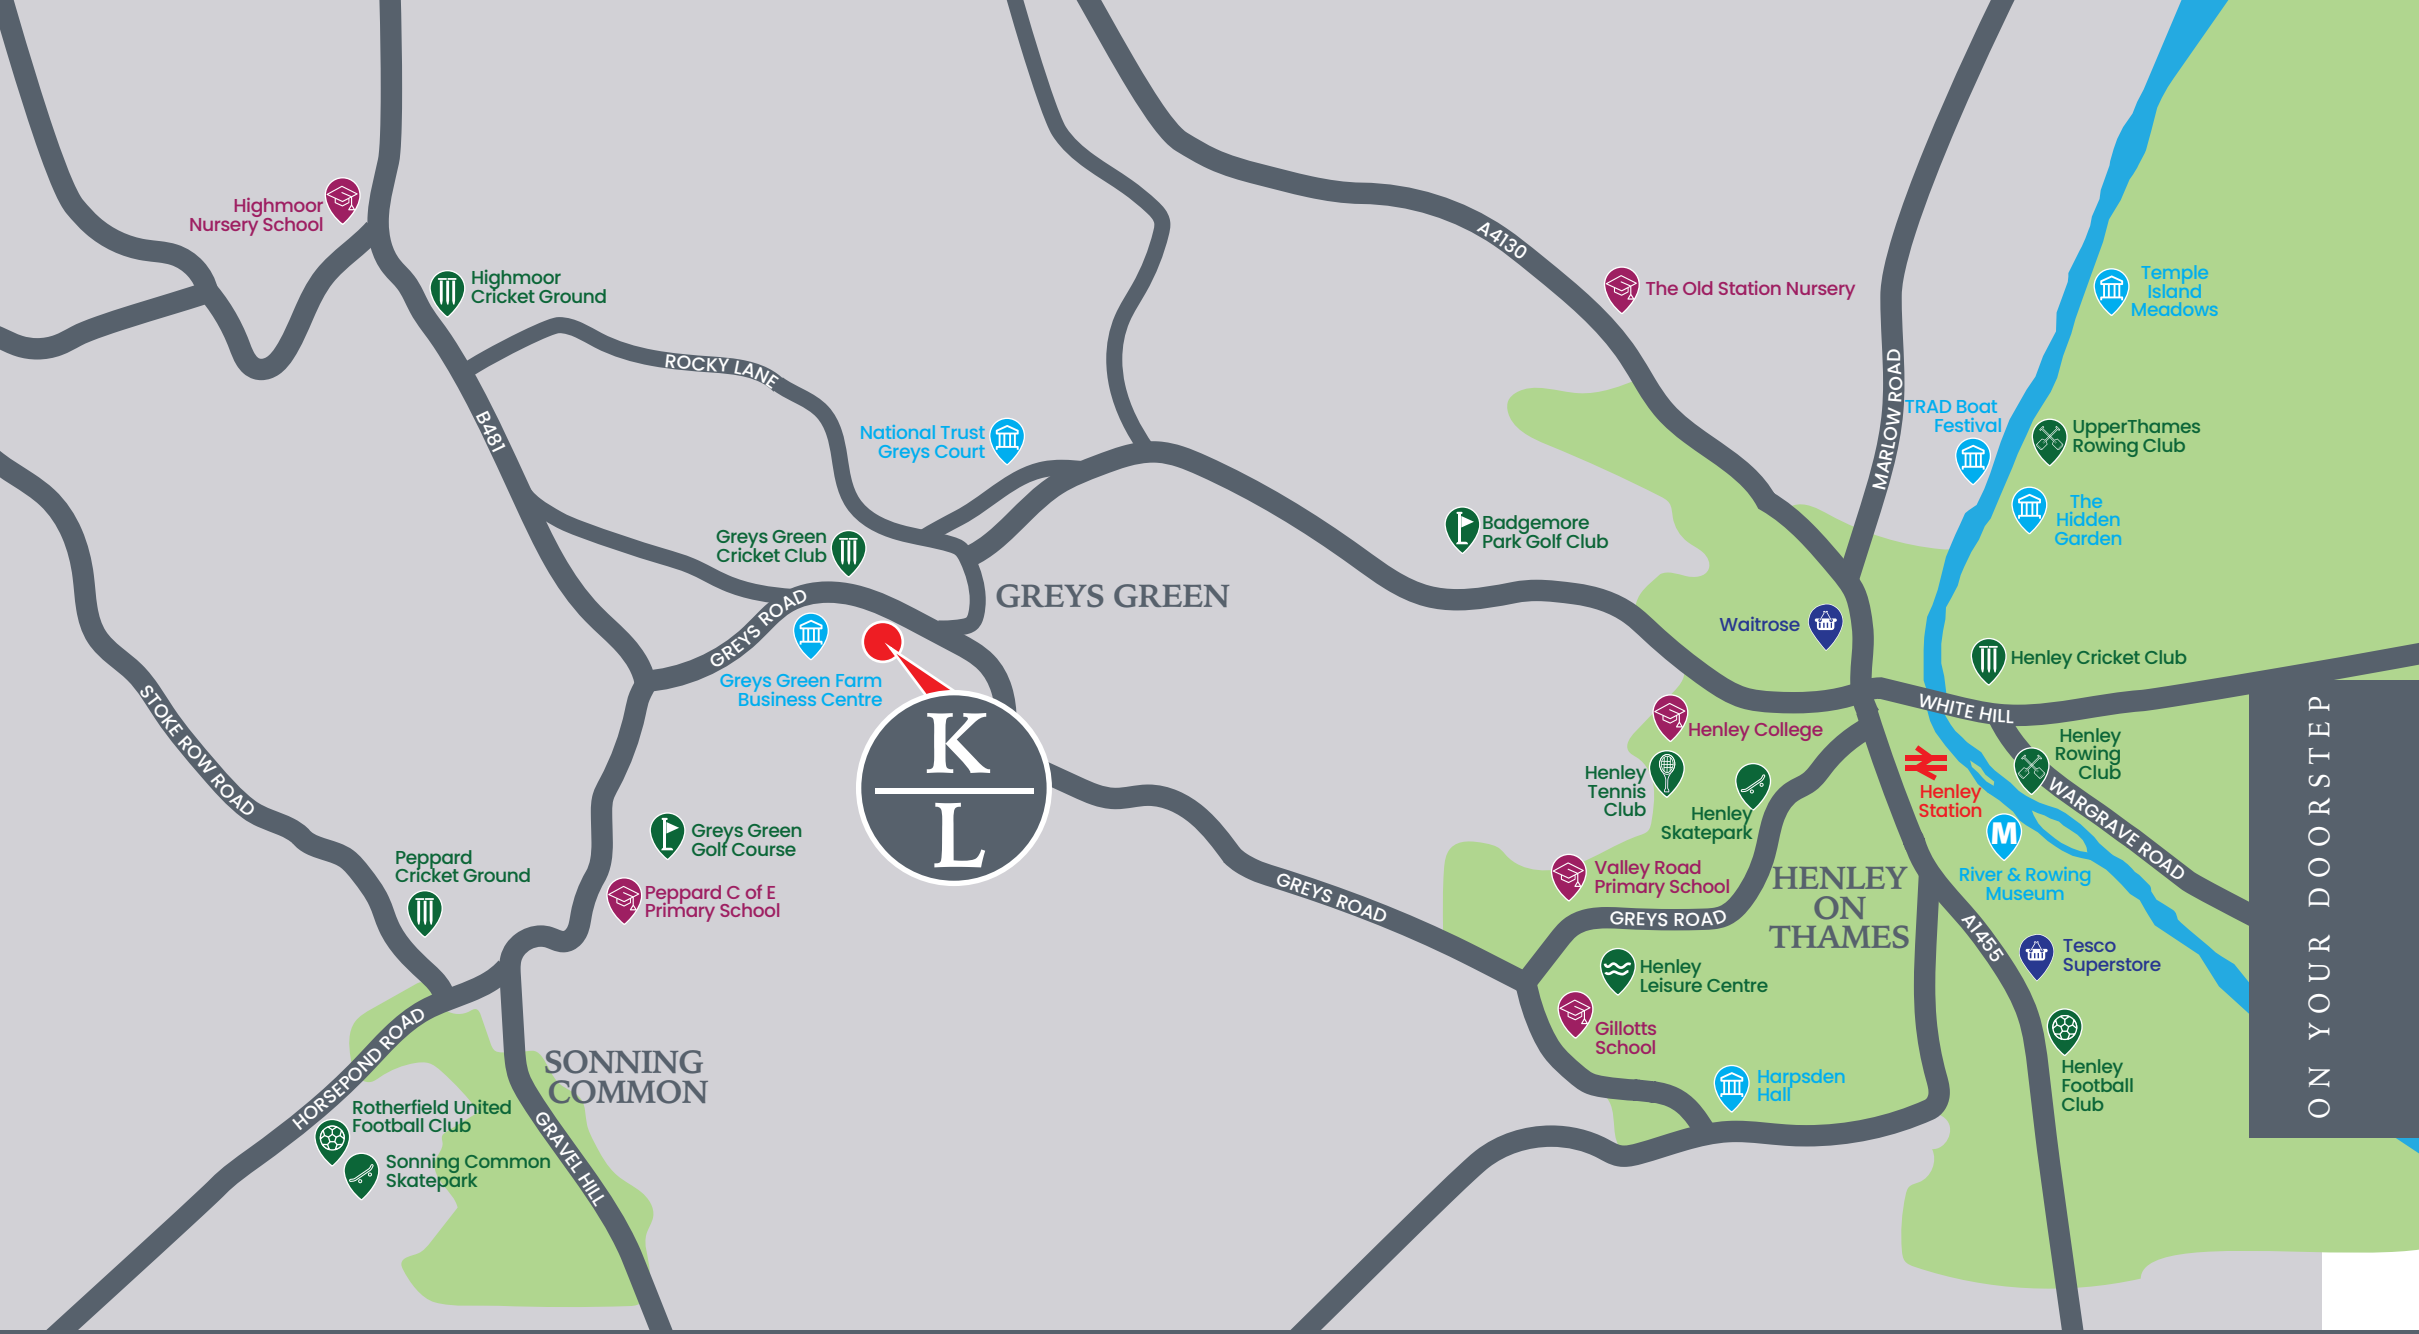 Highmoor
Nursery School
Highmoor
Cricket Ground
ROCKY LANE
B481
National Trust
Greys Court
Greys Green
Cricket Club
GREYS ROAD
GREYS GREEN
Greys Green Farm
Business Centre
K
L
STOKE ROW ROAD
Greys Green
Golf Course
Peppard
Cricket Ground
Peppard C of E
Primary School
HORSEPOND ROAD
SONNING
COMMON
Rotherfield United
Football Club
Sonning Common
Skatepark
GRAVEL HILL
A4130
The Old Station Nursery
MARLOW ROAD
Temple
Island
Meadows
TRAD Boat
Festival
UpperThames
Rowing Club
The
Hidden
Garden
Badgemore
Park Golf Club
Waitrose
Henley Cricket Club
WHITE HILL
Henley College
Henley
Tennis
Club
Henley
Skatepark
Henley
Station
Henley
Rowing
Club
WARGRAVE ROAD
M
River & Rowing
Museum
Valley Road
Primary School
GREYS ROAD
GREYS ROAD
HENLEY
ON
THAMES
A1455
Tesco
Superstore
Henley
Leisure Centre
Gillotts
School
Harpsden
Hall
Henley
Football
Club
ON YOUR DOORSTEP